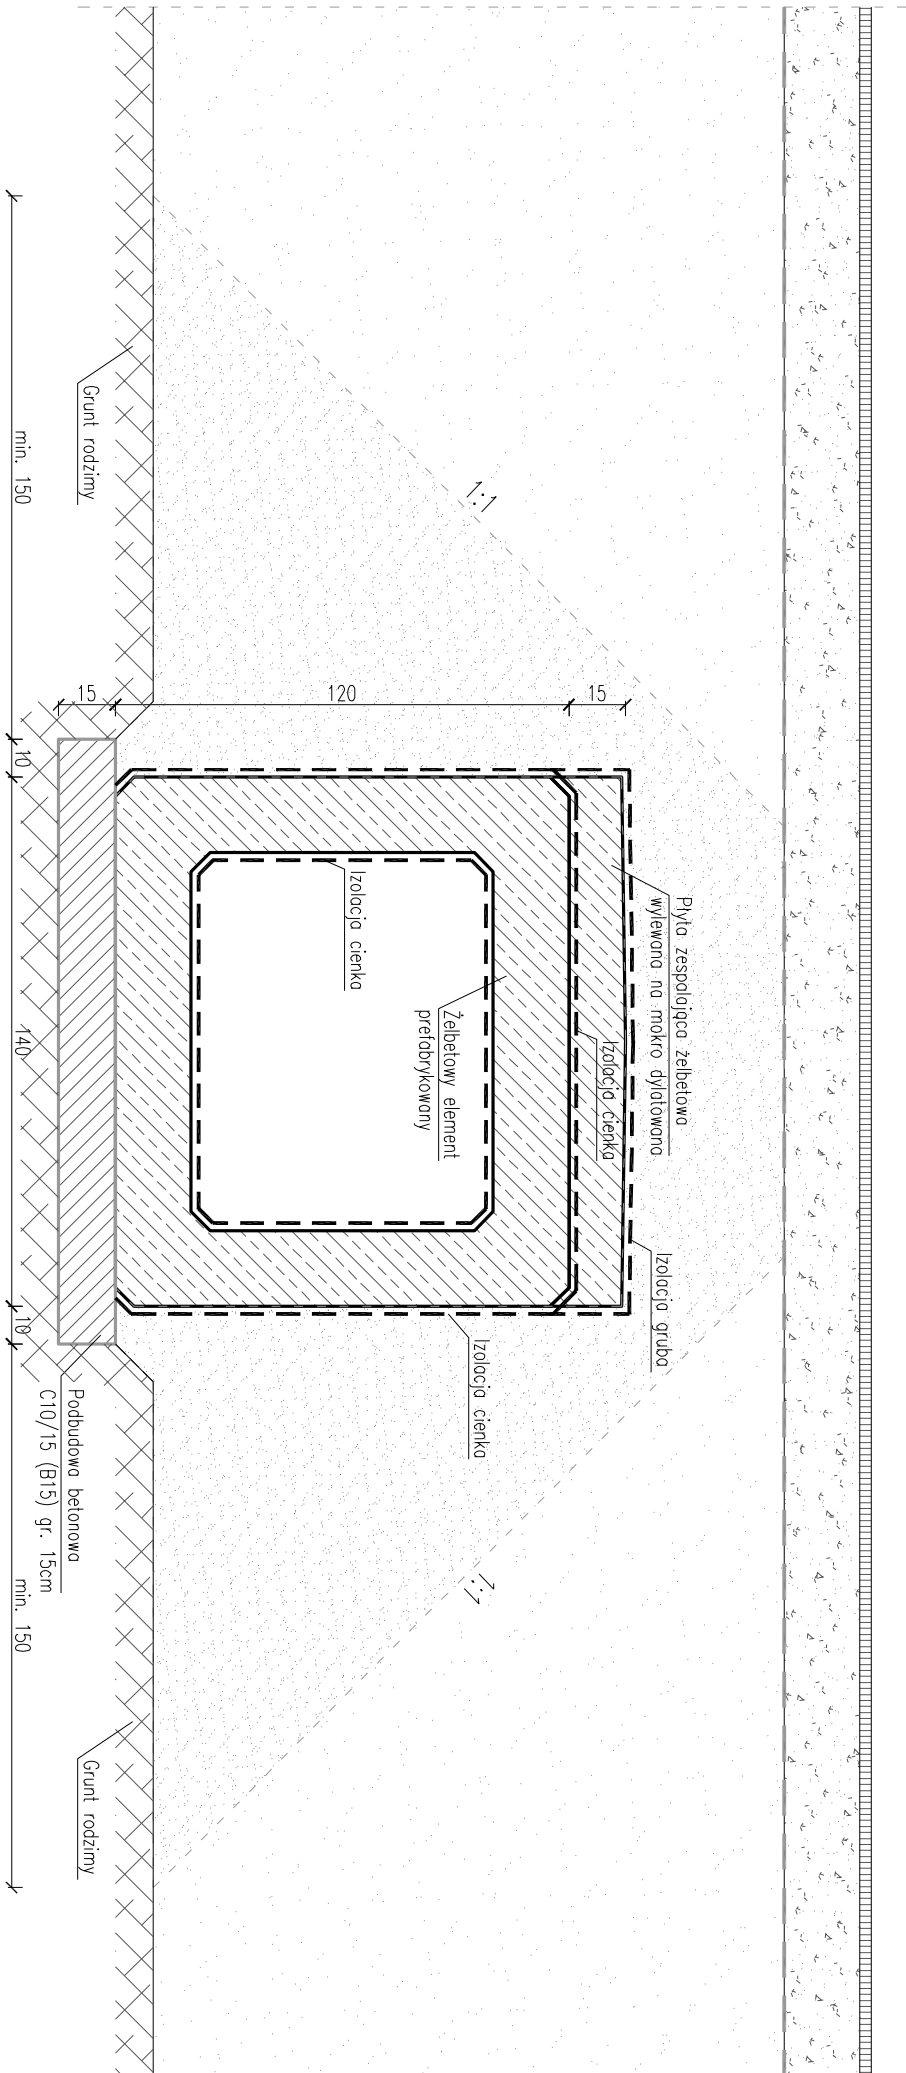 Płyta zespalająca żelbetowa
wylewana na mokro dylatowana
Izolacja gruba
Izolacja cienka
Izolacja cienka
Izolacja cienka
Żelbetowy element
prefabrykowany
1:1
1:1
15
120
15
Grunt rodzimy
Grunt rodzimy
Podbudowa betonowa
C10/15 (B15) gr. 15cm
min. 150
10
140
10
min. 150